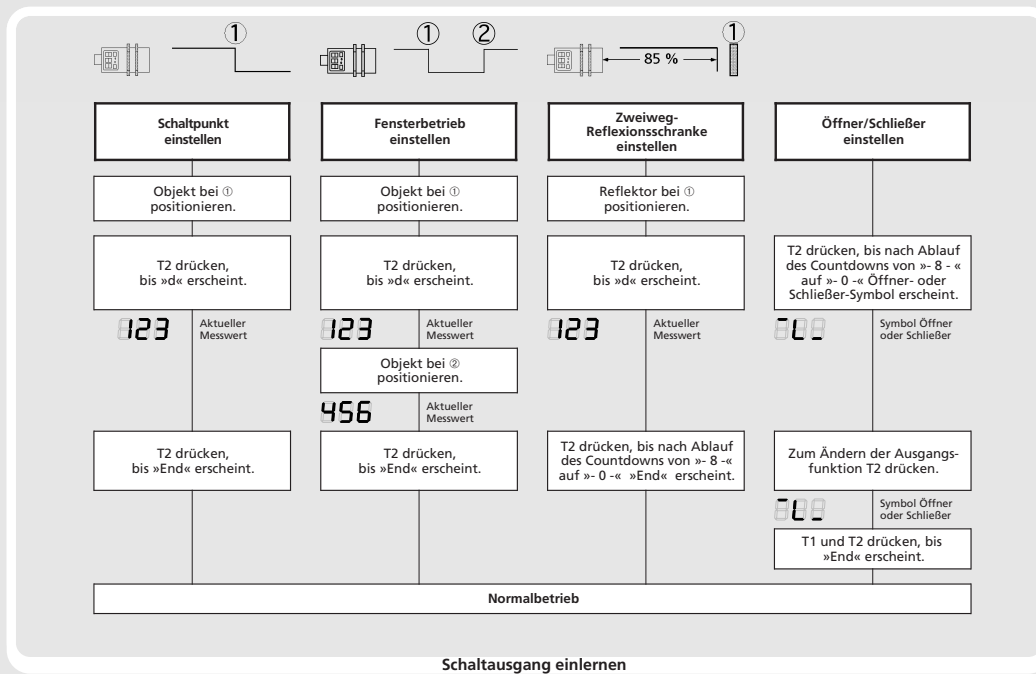 ①
① ②
①
85 %
Schaltpunkt
einstellen
Objekt bei ①
positionieren.
T2 drücken,
bis »d« erscheint.
123
Aktueller
Messwert
T2 drücken,
bis »End« erscheint.
Fensterbetrieb
einstellen
Objekt bei ①
positionieren.
T2 drücken,
bis »d« erscheint.
123
Aktueller
Messwert
Objekt bei ②
positionieren.
456
Aktueller
Messwert
T2 drücken,
bis »End« erscheint.
Zweiweg-
Reflexionsschranke
einstellen
Reflektor bei ①
positionieren.
T2 drücken,
bis »d« erscheint.
123
Aktueller
Messwert
T2 drücken, bis nach Ablauf
des Countdowns von »- 8 -«
auf »- 0 -« »End« erscheint.
Öffner/Schließer
einstellen
T2 drücken, bis nach Ablauf
des Countdowns von »- 8 - «
auf »- 0 -« Öffner- oder
Schließer-Symbol erscheint.
Symbol Öffner
oder Schließer
Zum Ändern der Ausgangs-
funktion T2 drücken.
Symbol Öffner
oder Schließer
T1 und T2 drücken, bis
»End« erscheint.
Normalbetrieb
Schaltausgang einlernen